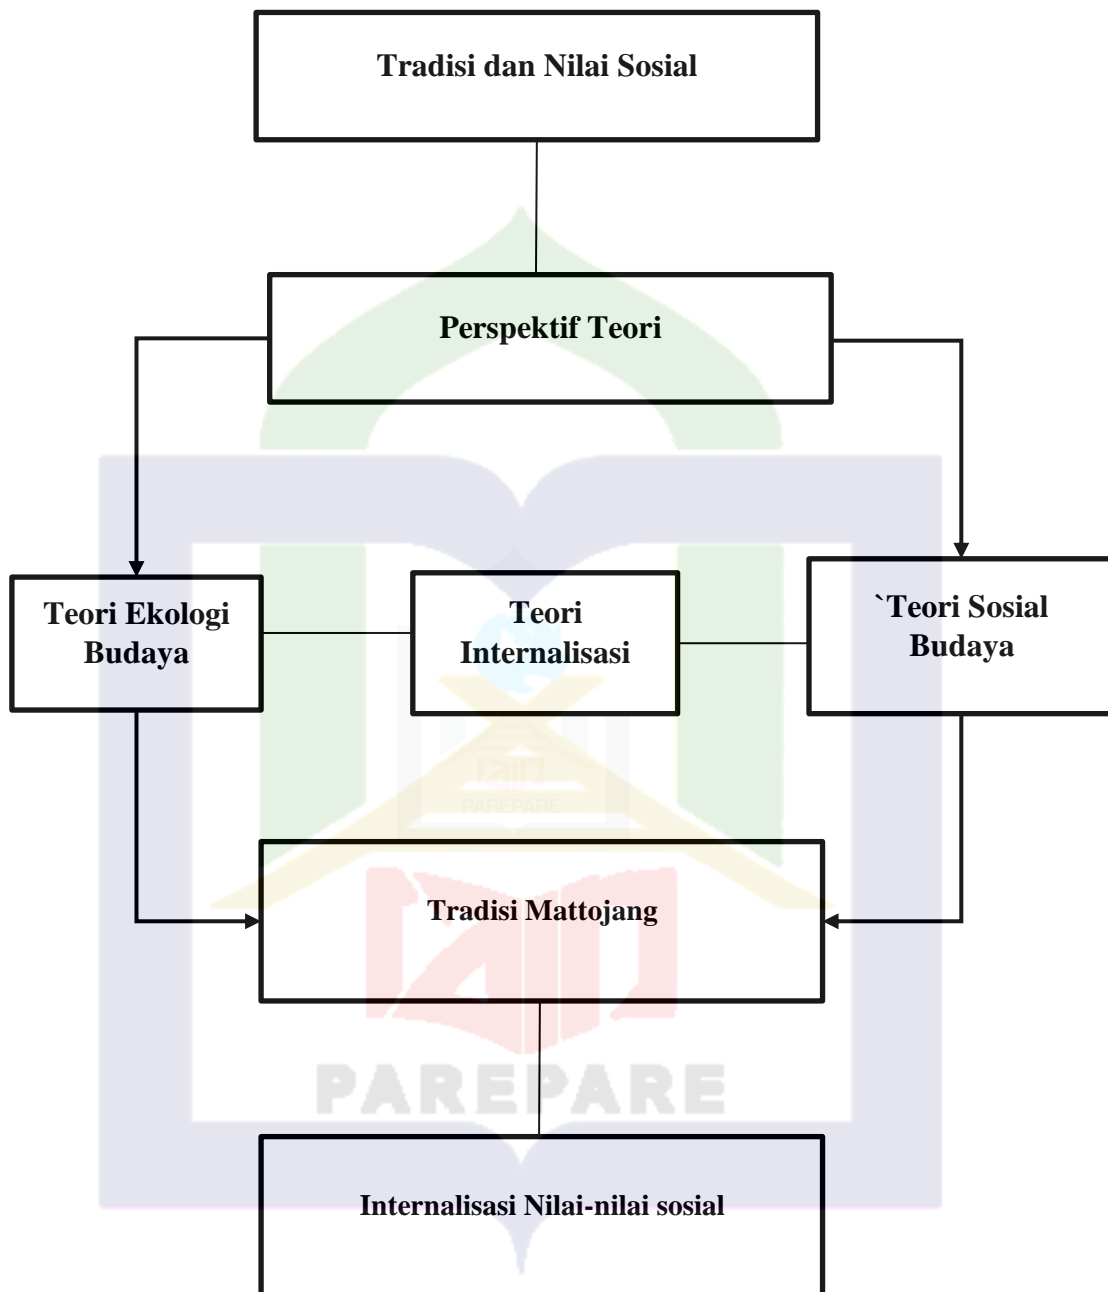 Tradisi dan Nilai Sosial
Perspektif Teori
Teori Ekologi
Budaya
Teori
Internalisasi
`Teori Sosial
Budaya
PAREPARE
Tradisi Mattojang
PAREPARE
Internalisasi Nilai-nilai sosial